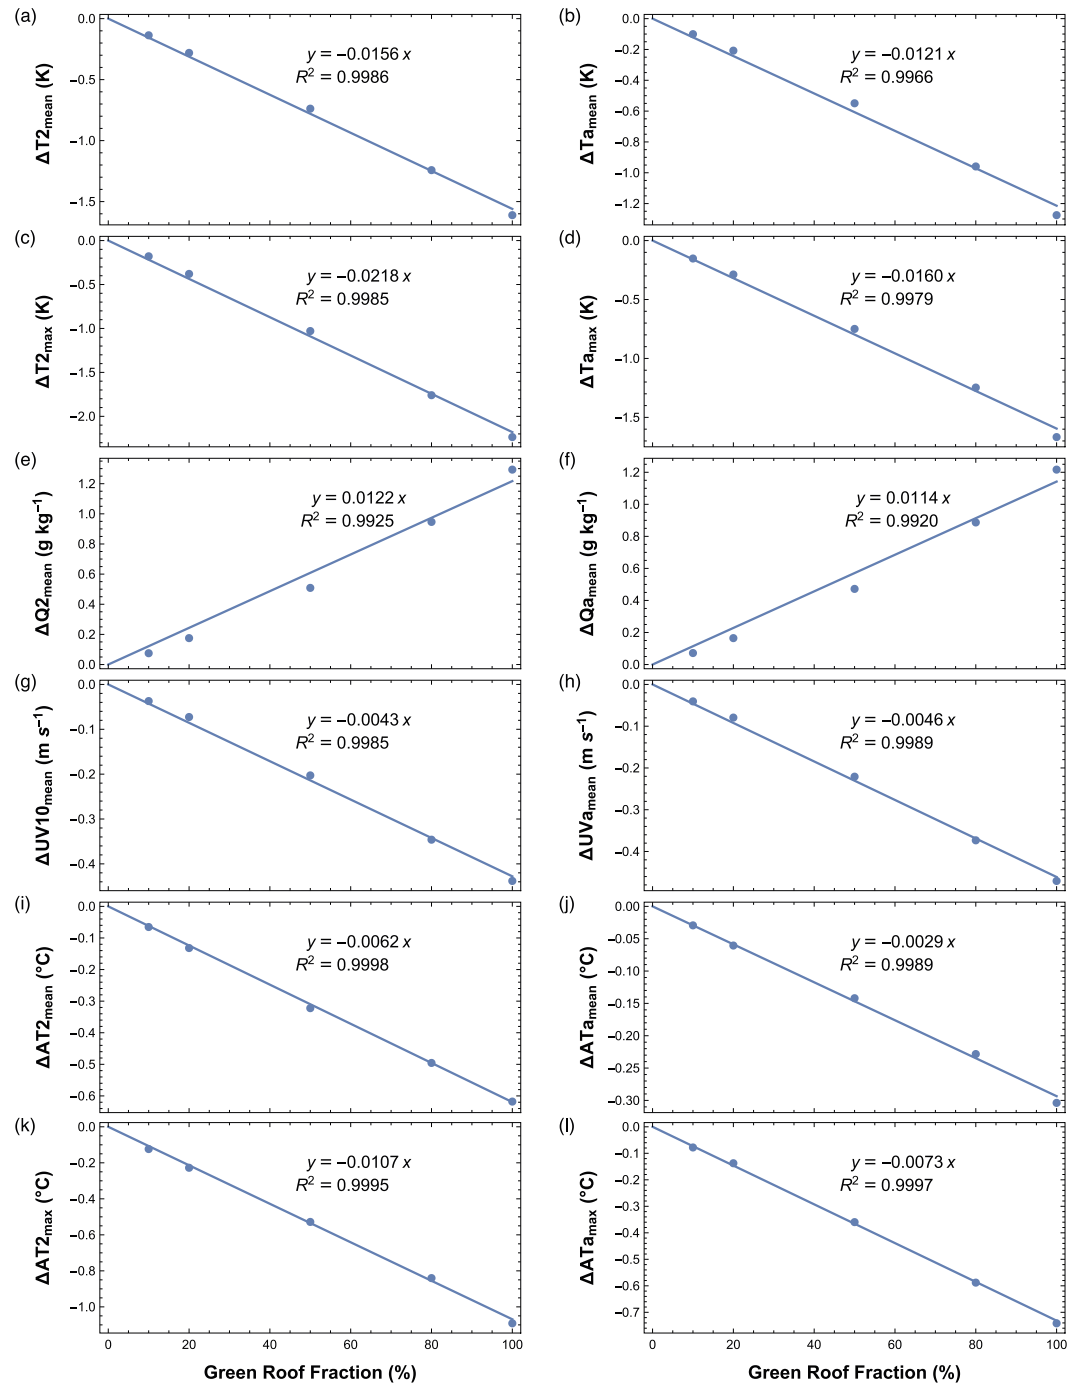 (a)
0.0
−0.5
−1.0
−1.5
ΔT2mean (K)
y = −0.0156 x
R² = 0.9986
(b)
0.0
−0.2
−0.4
−0.6
−0.8
−1.0
−1.2
ΔTamean (K)
y = −0.0121 x
R² = 0.9966
(c)
0.0
−0.5
−1.0
−1.5
−2.0
ΔT2max (K)
y = −0.0218 x
R² = 0.9985
(d)
0.0
−0.5
−1.0
−1.5
ΔTamax (K)
y = −0.0160 x
R² = 0.9979
(e)
1.2
1.0
0.8
0.6
0.4
0.2
0.0
ΔQ2mean (g kg⁻¹)
y = 0.0122 x
R² = 0.9925
(f)
1.2
1.0
0.8
0.6
0.4
0.2
0.0
ΔQamean (g kg⁻¹)
y = 0.0114 x
R² = 0.9920
(g)
0.0
−0.1
−0.2
−0.3
−0.4
ΔUV10mean (m s⁻¹)
y = −0.0043 x
R² = 0.9985
(h)
0.0
−0.1
−0.2
−0.3
−0.4
ΔUVamean (m s⁻¹)
y = −0.0046 x
R² = 0.9989
(i)
0.0
−0.1
−0.2
−0.3
−0.4
−0.5
−0.6
ΔAT2mean (°C)
y = −0.0062 x
R² = 0.9998
(j)
0.00
−0.05
−0.10
−0.15
−0.20
−0.25
−0.30
ΔATamean (°C)
y = −0.0029 x
R² = 0.9989
(k)
0.0
−0.2
−0.4
−0.6
−0.8
−1.0
ΔAT2max (°C)
y = −0.0107 x
R² = 0.9995
0 20 40 60 80 100
Green Roof Fraction (%)
(l)
0.0
−0.1
−0.2
−0.3
−0.4
−0.5
−0.6
−0.7
ΔATamax (°C)
y = −0.0073 x
R² = 0.9997
0 20 40 60 80 100
Green Roof Fraction (%)